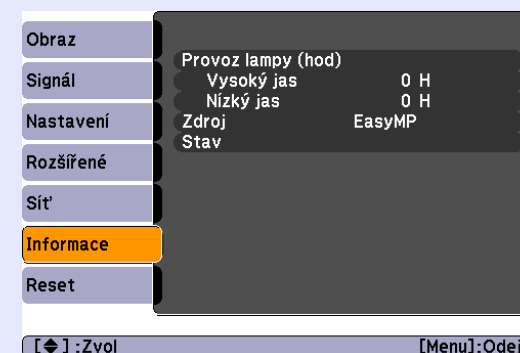 Obraz
Signál
Nastavení
Rozšířené
Síť
Informace
Reset
Provoz lampy (hod)
Vysoký jas 0 H
Nízký jas 0 H
Zdroj EasyMP
Stav
[◆] :Zvol [Menu]:Odej